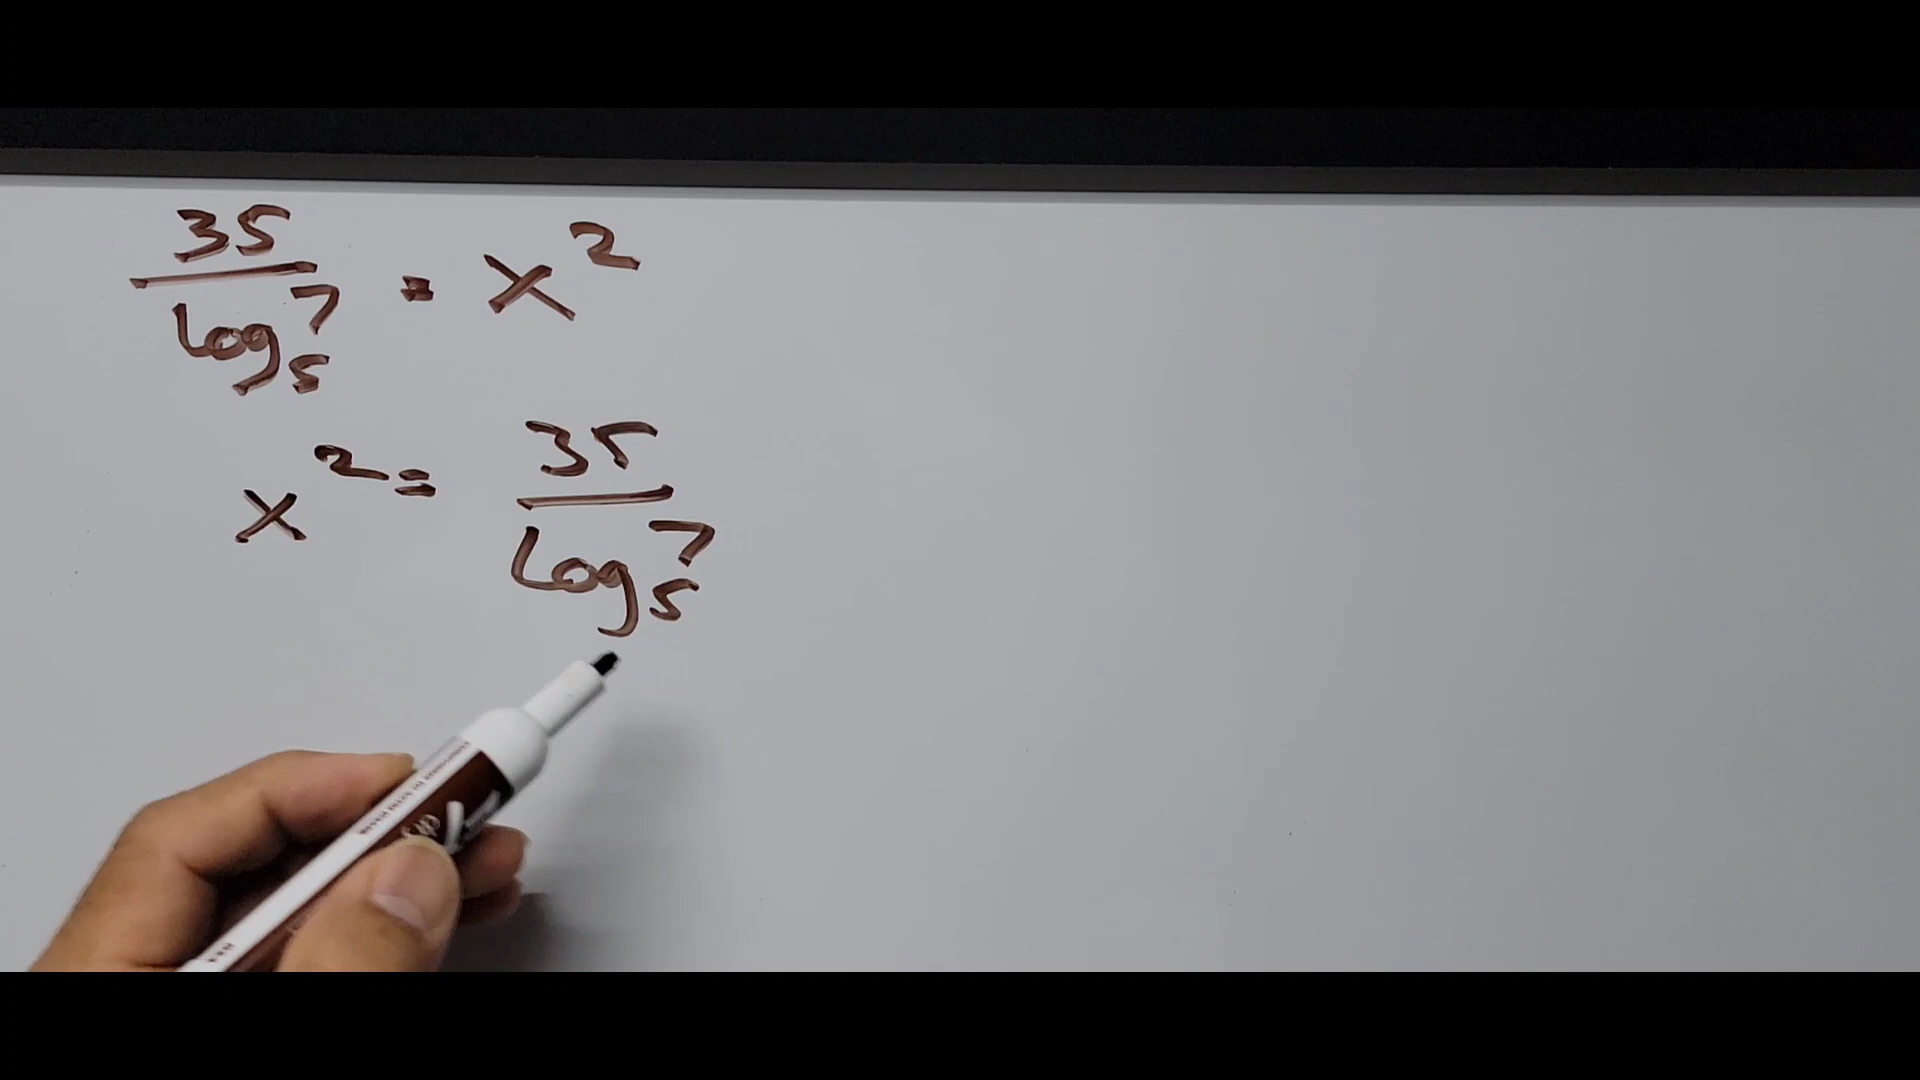 35/log₅7 = x²
x² = 35/log₅7